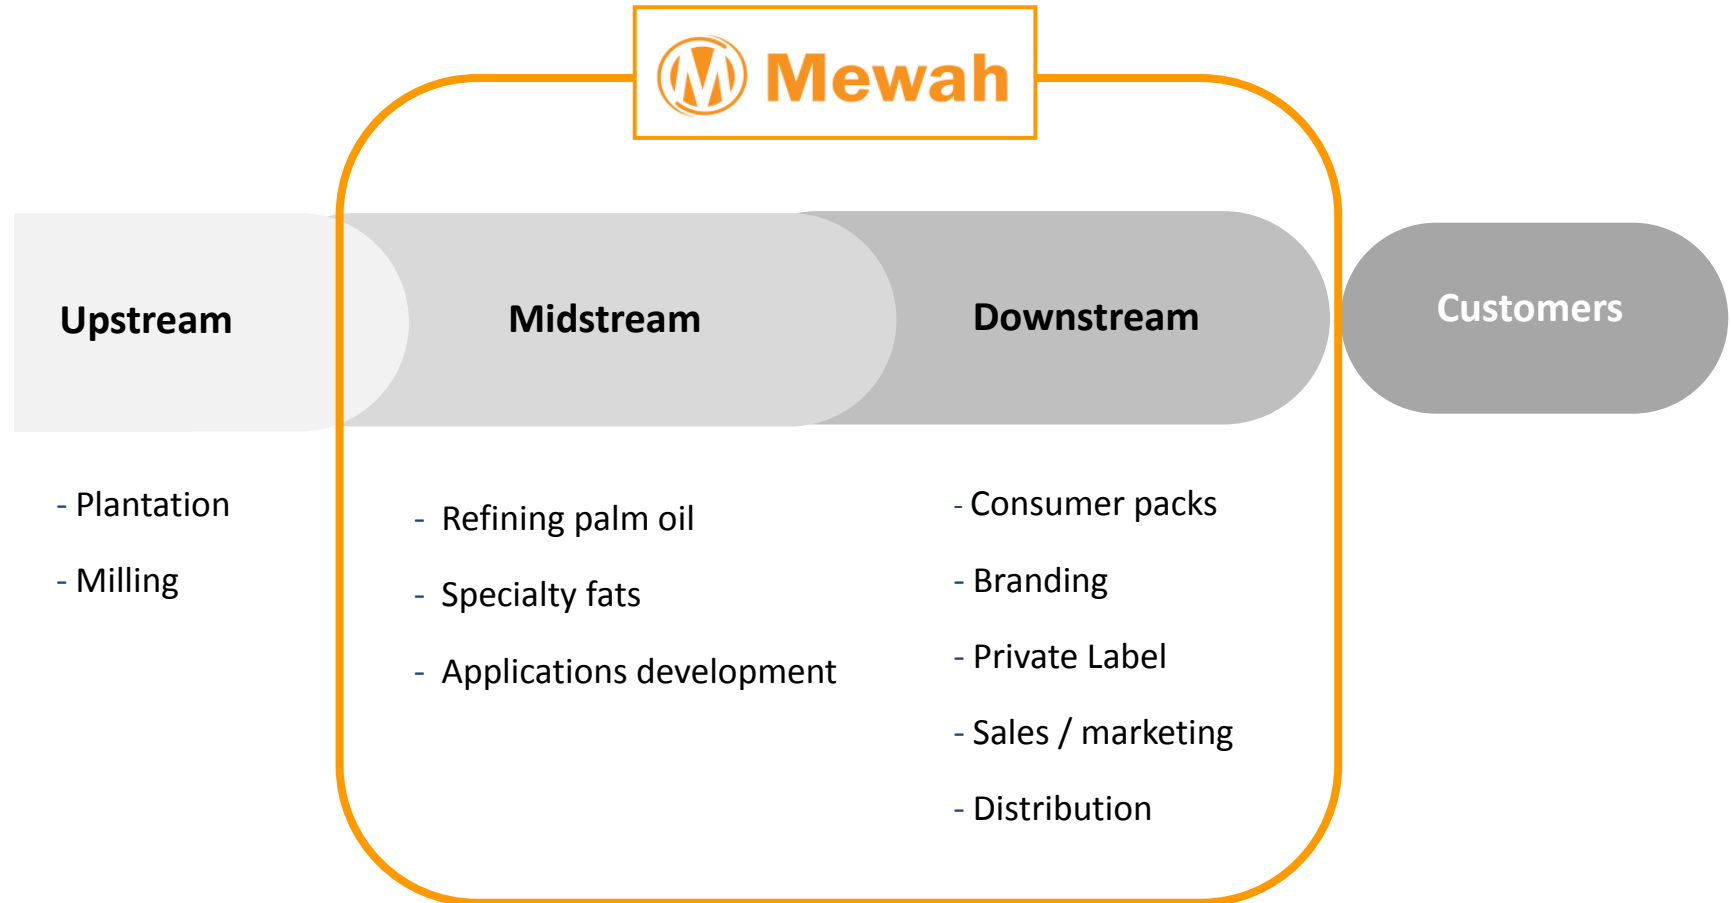 Mewah
Upstream
Midstream
Downstream
Customers
- Plantation
- Milling
- Refining palm oil
- Specialty fats
- Applications development
- Consumer packs
- Branding
- Private Label
- Sales / marketing
- Distribution